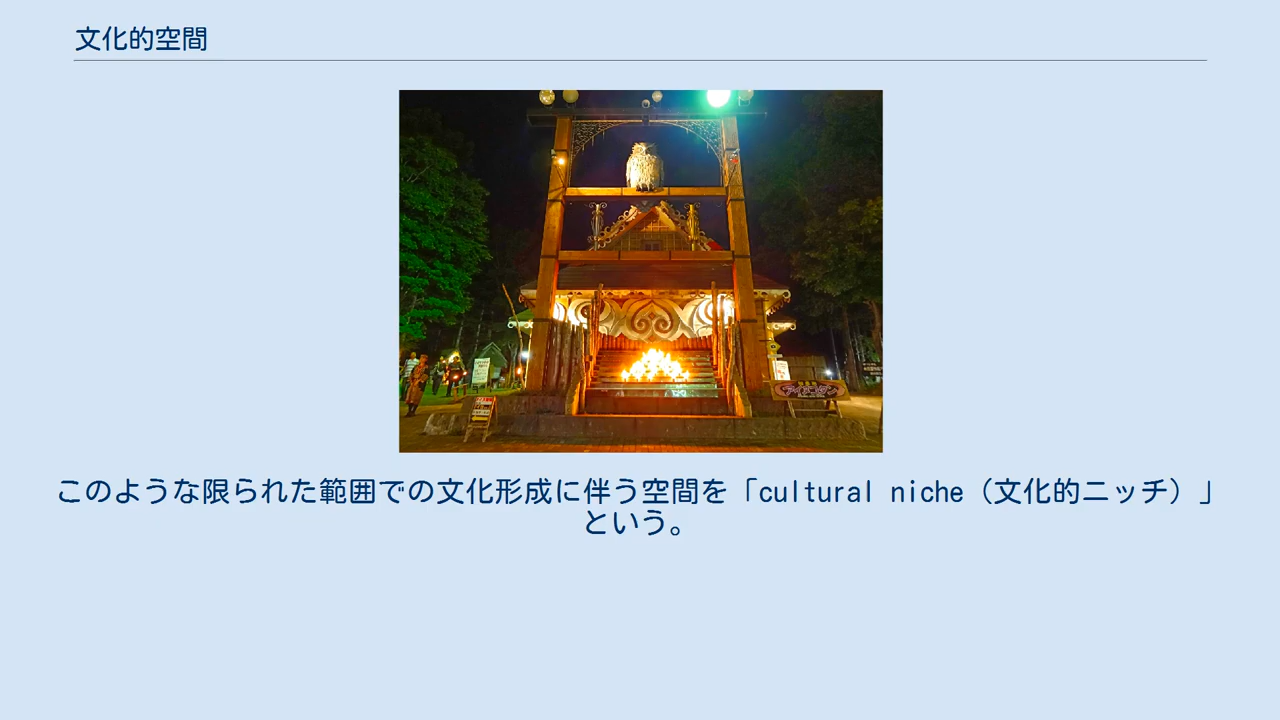 文化的空間
このような限られた範囲での文化形成に伴う空間を「cultural niche（文化的ニッチ）」
という。